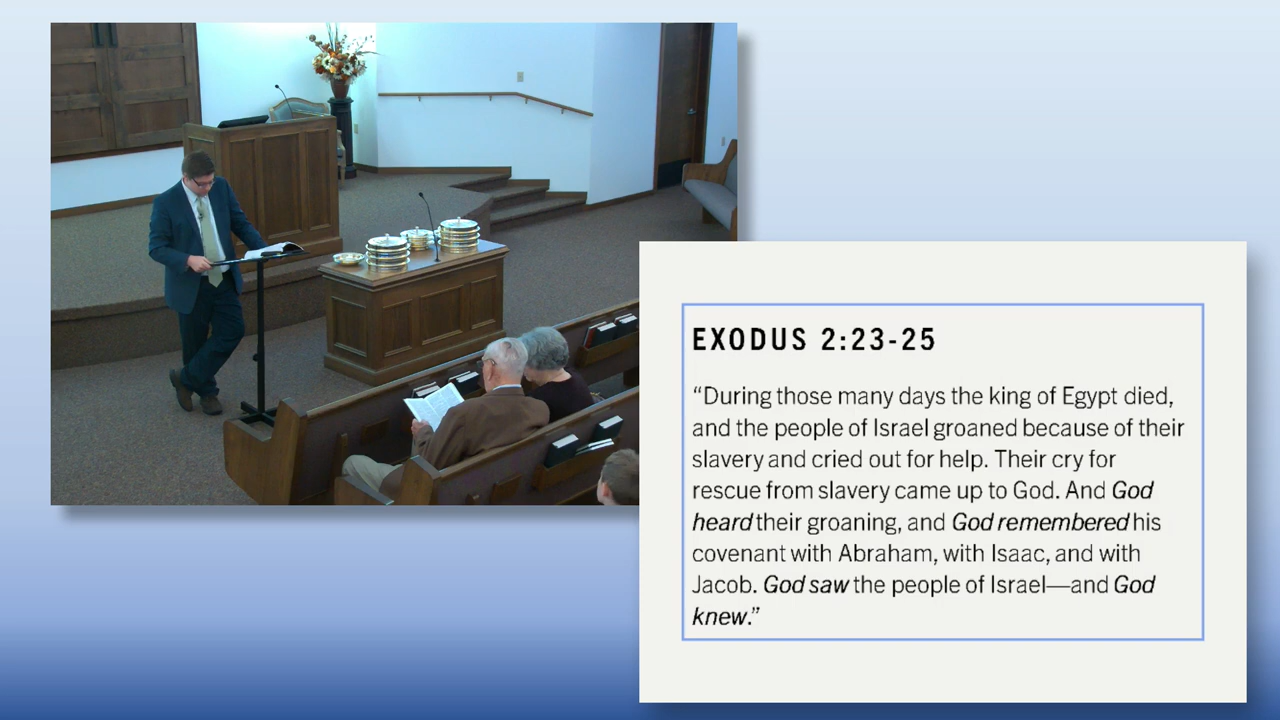 EXODUS 2:23-25
“During those many days the king of Egypt died,
and the people of Israel groaned because of their
slavery and cried out for help. Their cry for
rescue from slavery came up to God. And God
heard their groaning, and God remembered his
covenant with Abraham, with Isaac, and with
Jacob. God saw the people of Israel—and God
knew.”